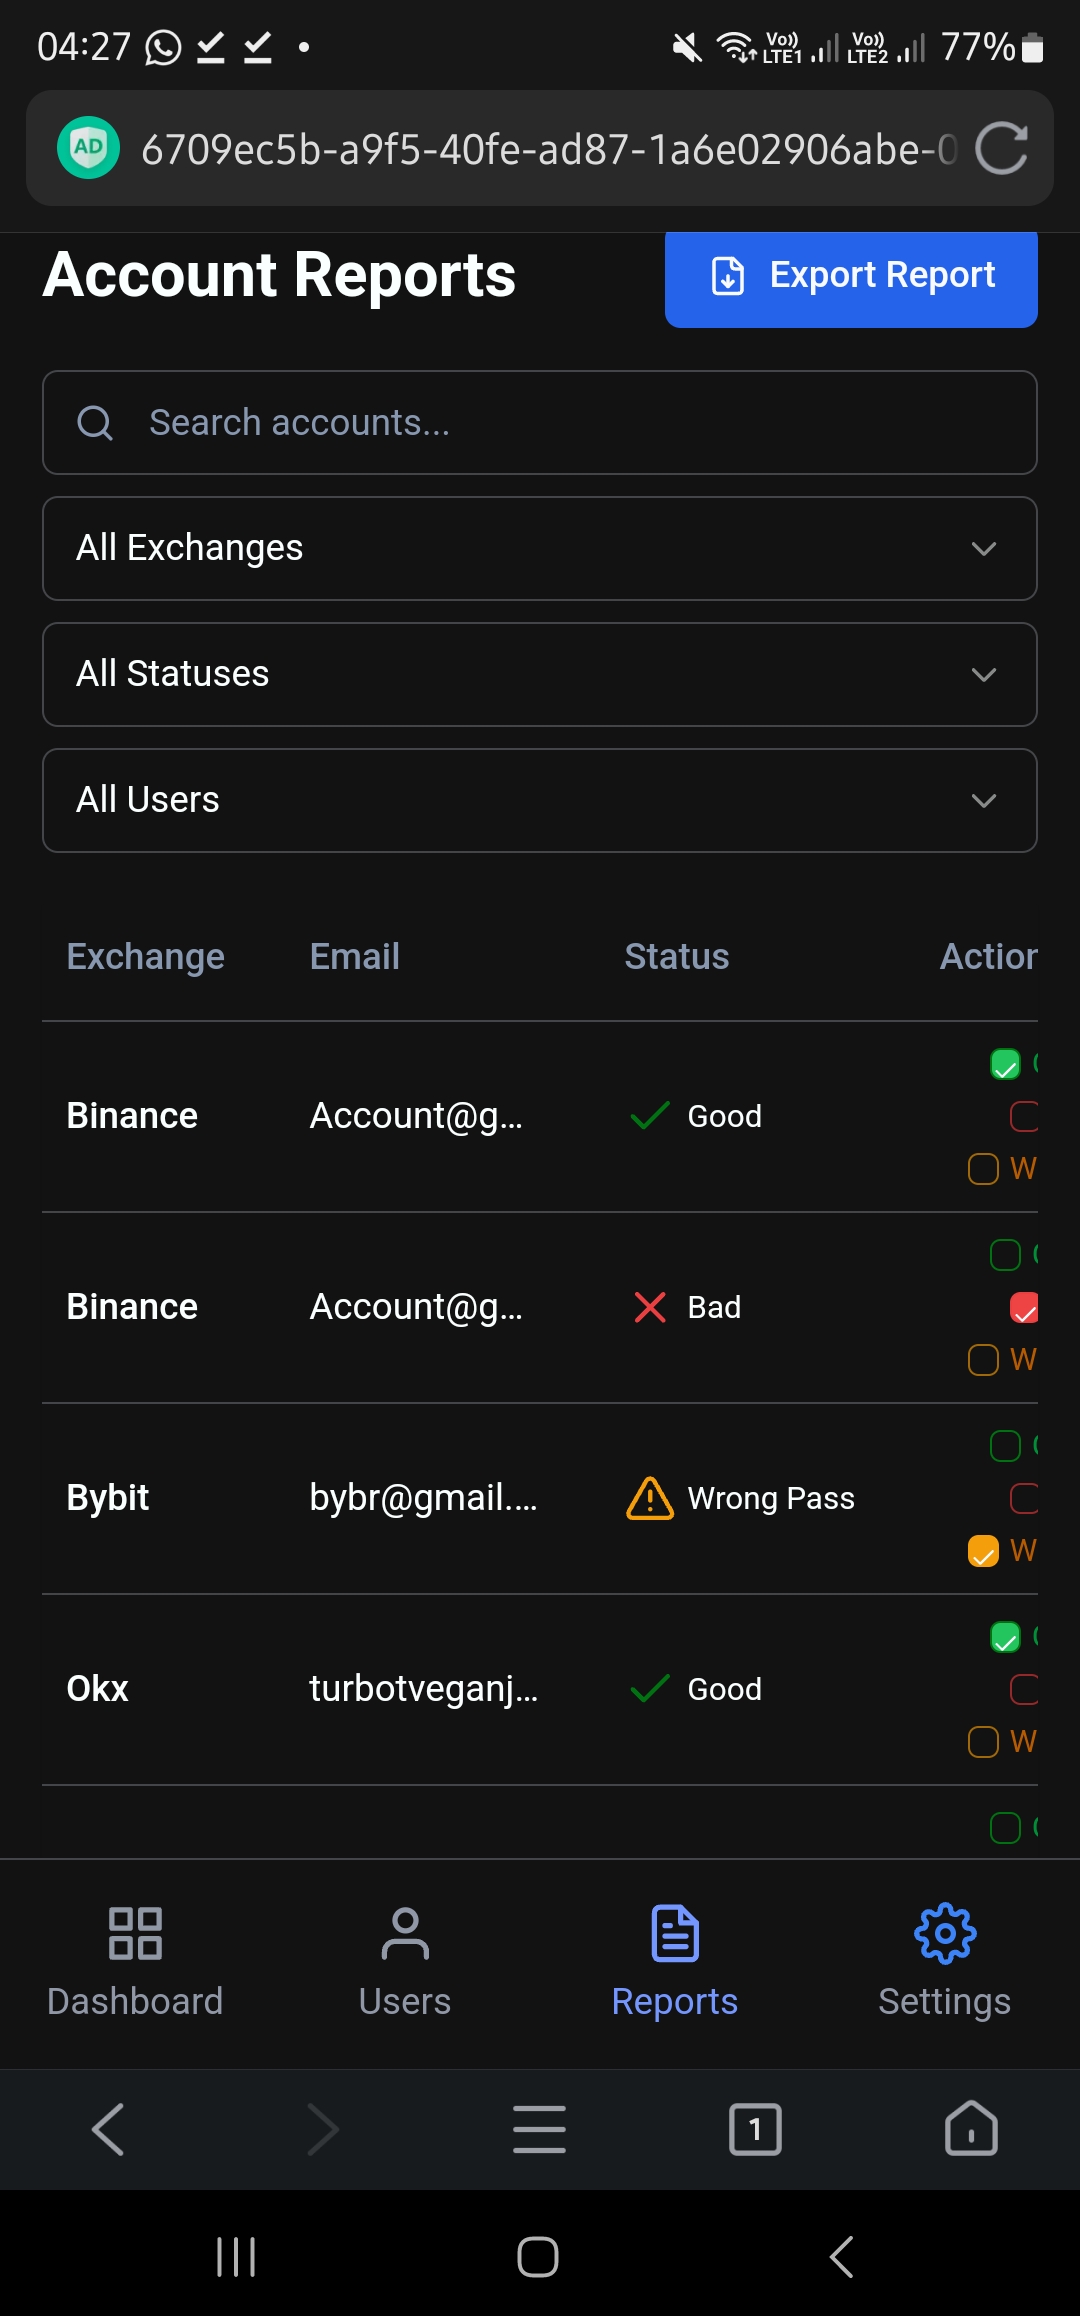 04:27 Vo)) LTE1 Vo)) LTE2 77%
AD 6709ec5b-a9f5-40fe-ad87-1a6e02906abe-0
Account Reports Export Report
Search accounts...
All Exchanges
All Statuses
All Users
Exchange Email Status Action
Binance Account@g... Good
W
Binance Account@g... Bad
W
Bybit bybr@gmail.... Wrong Pass
W
Okx turbotveganj... Good
W
Dashboard Users Reports Settings
1